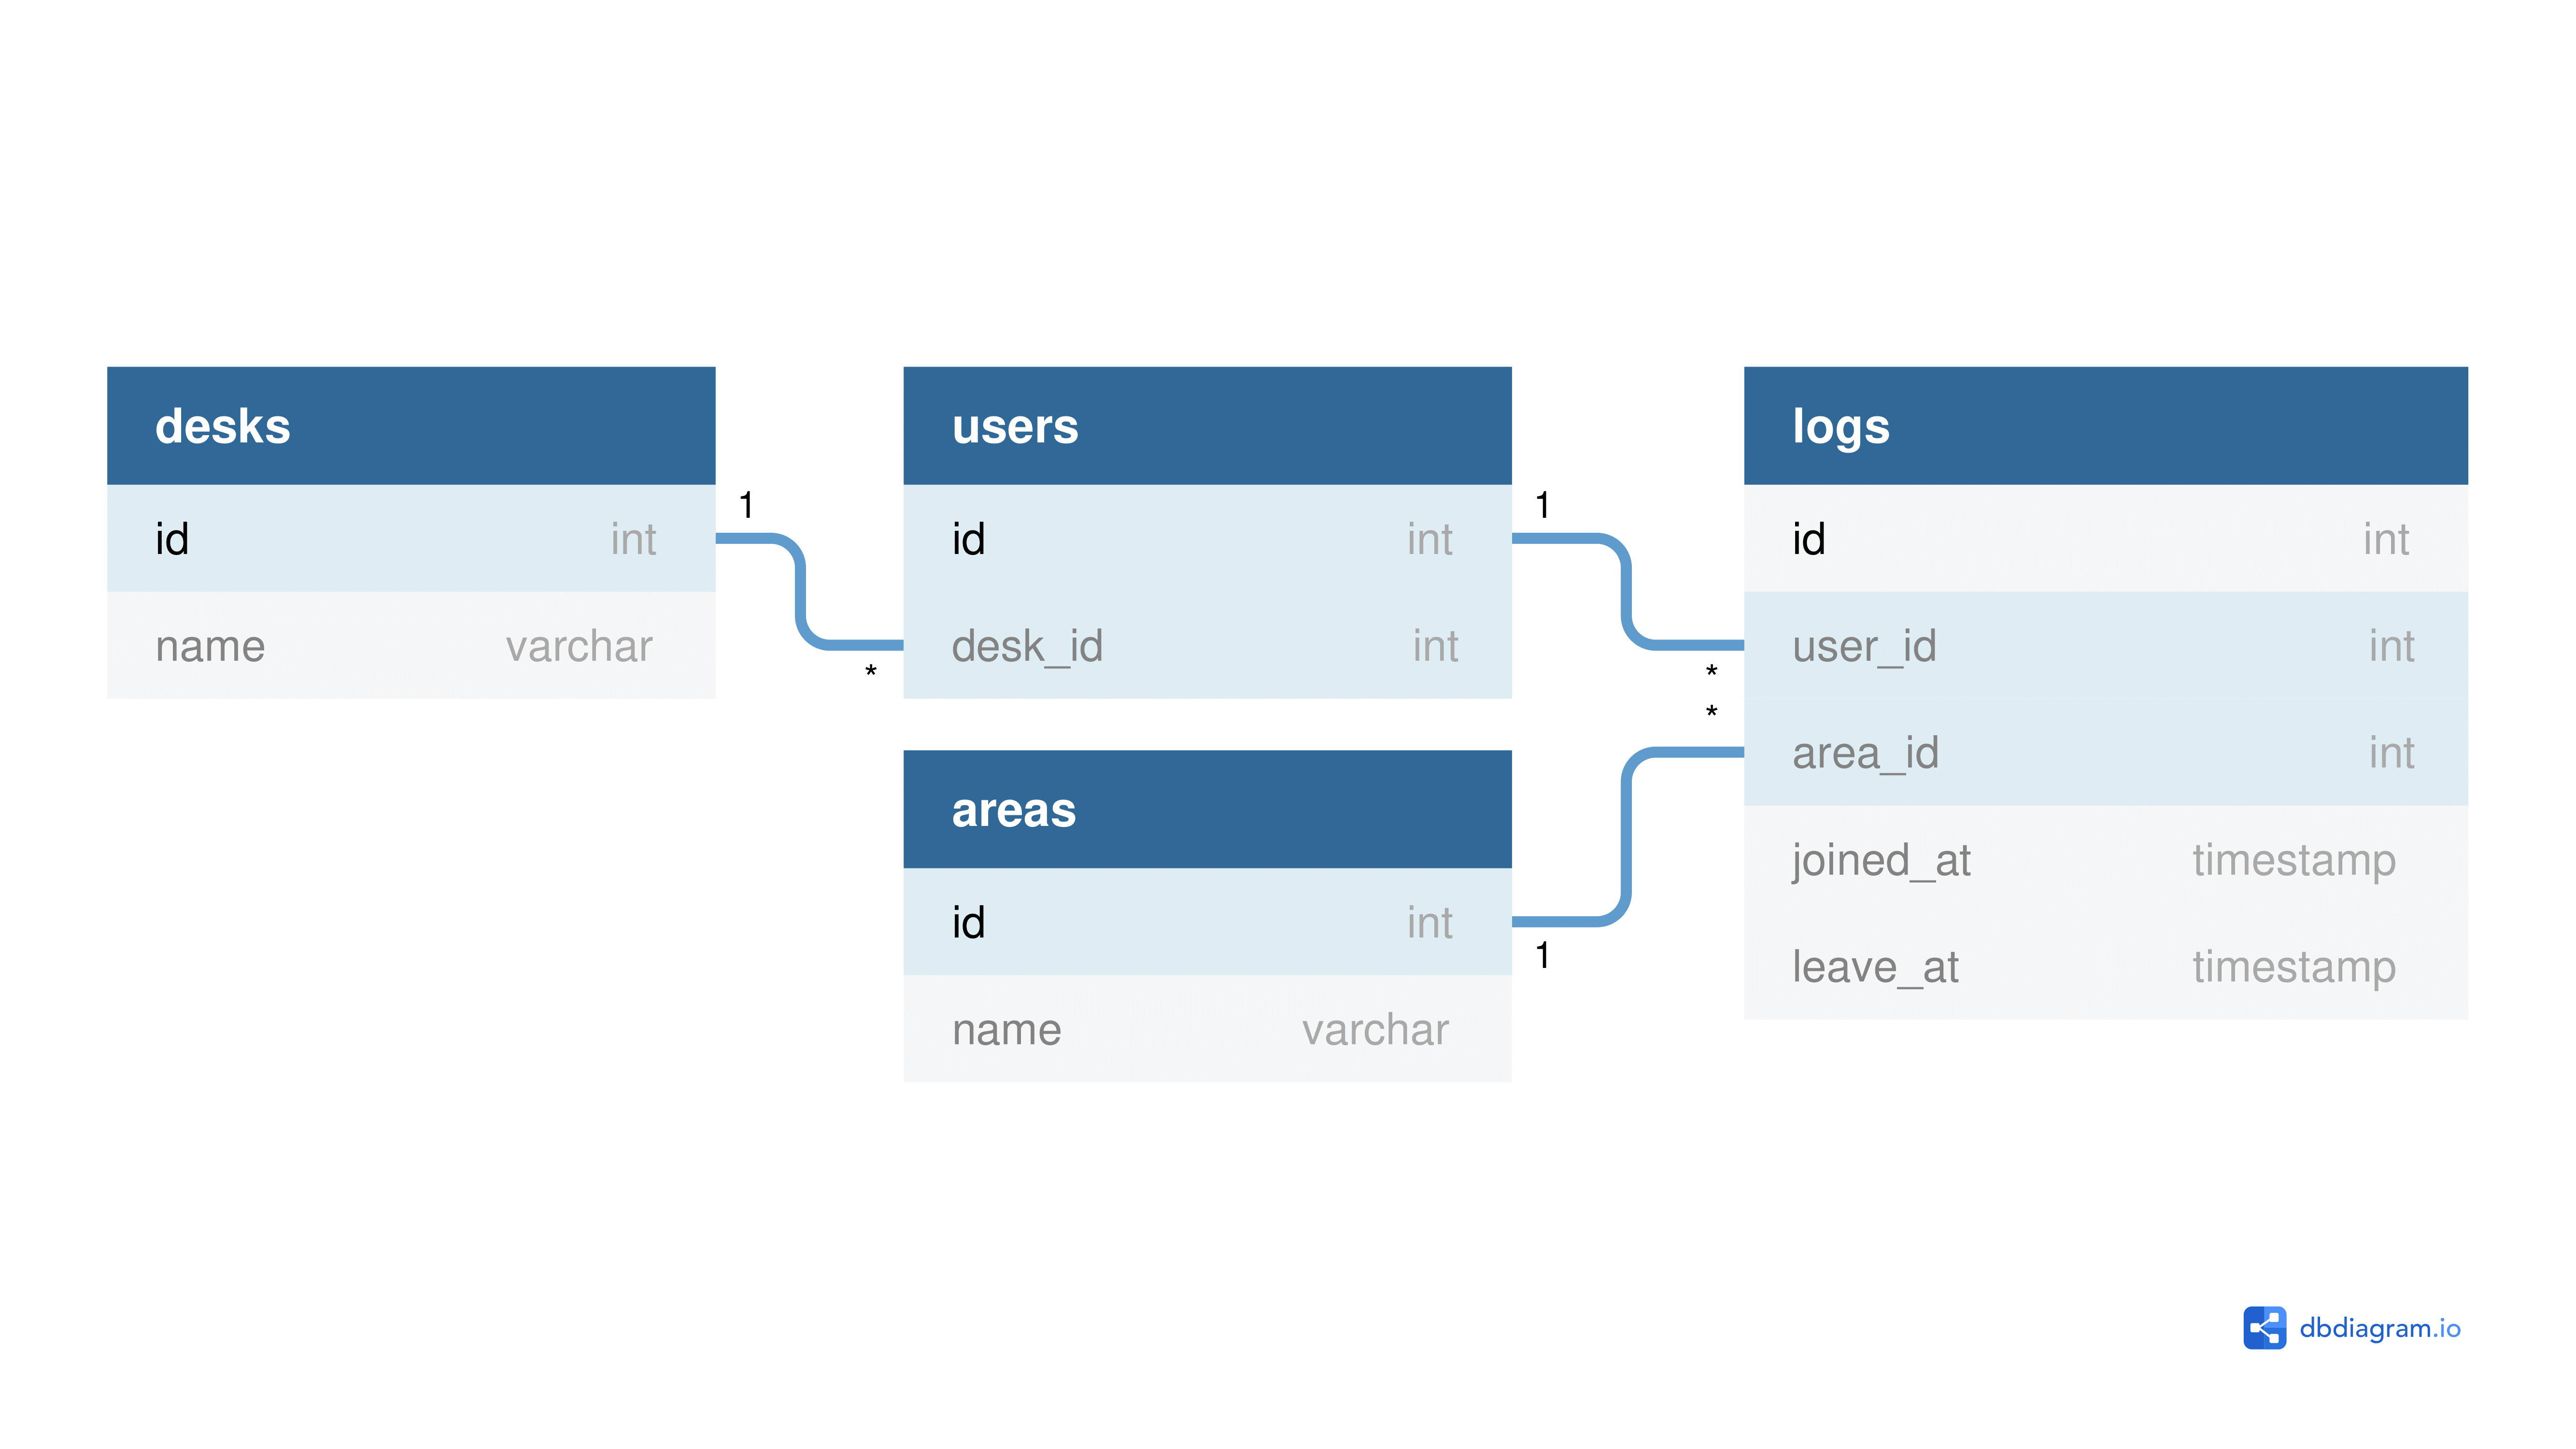 desks
id int
name varchar
1
*
users
id int
desk_id int
1
*
*
areas
id int
name varchar
1
logs
id int
user_id int
area_id int
joined_at timestamp
leave_at timestamp
dbdiagram.io